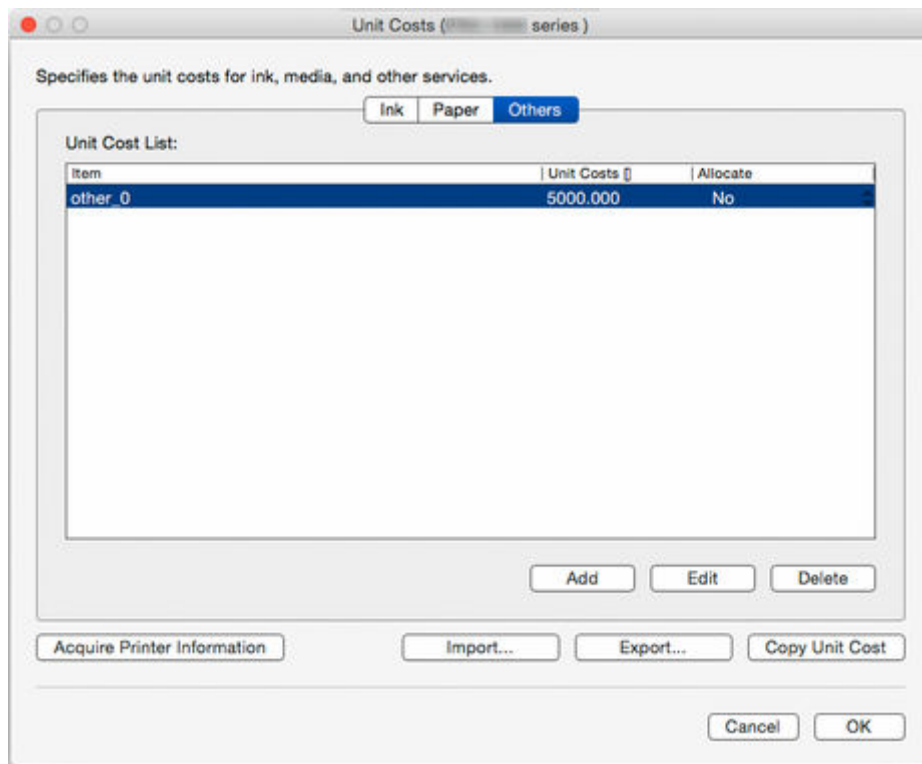 Unit Costs ( series )
Specifies the unit costs for ink, media, and other services.
Ink Paper Others
Unit Cost List:
Item Unit Costs [] Allocate
other_0 5000.000 No
Add Edit Delete
Acquire Printer Information Import... Export... Copy Unit Cost
Cancel OK